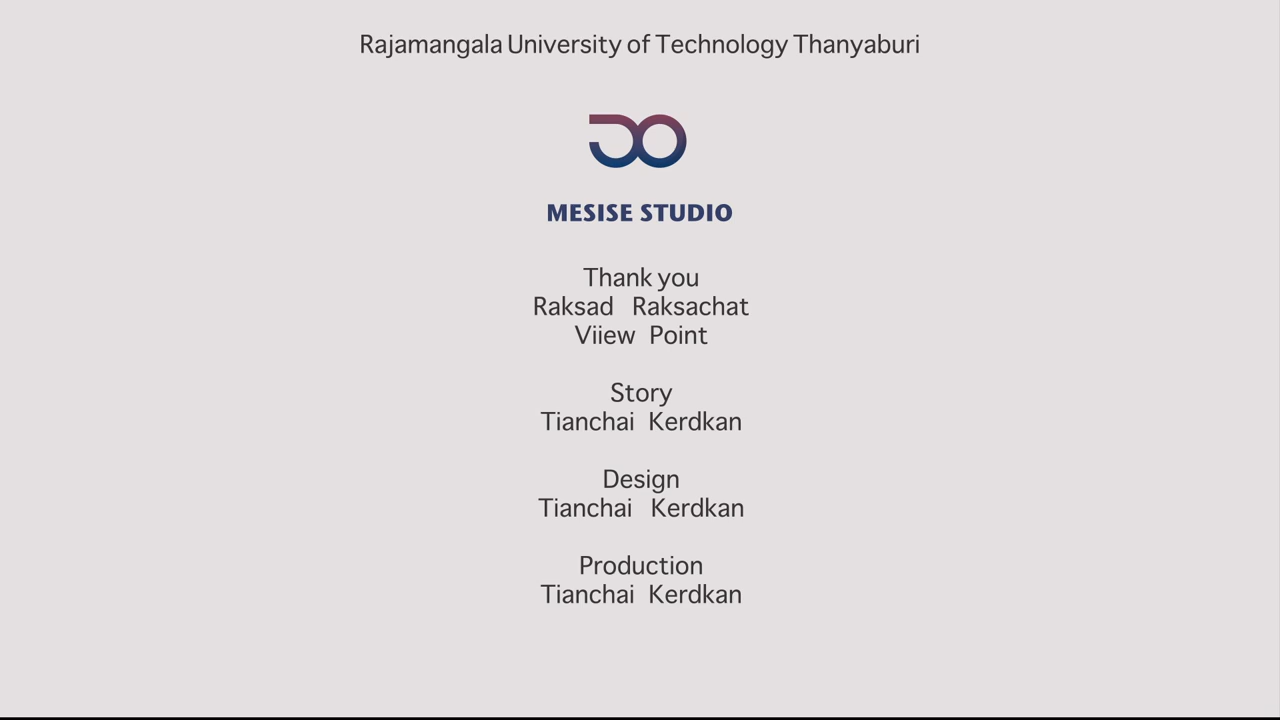 Rajamangala University of Technology Thanyaburi
MESISE STUDIO
Thank you
Raksad Raksachat
Viiew Point
Story
Tianchai Kerdkan
Design
Tianchai Kerdkan
Production
Tianchai Kerdkan